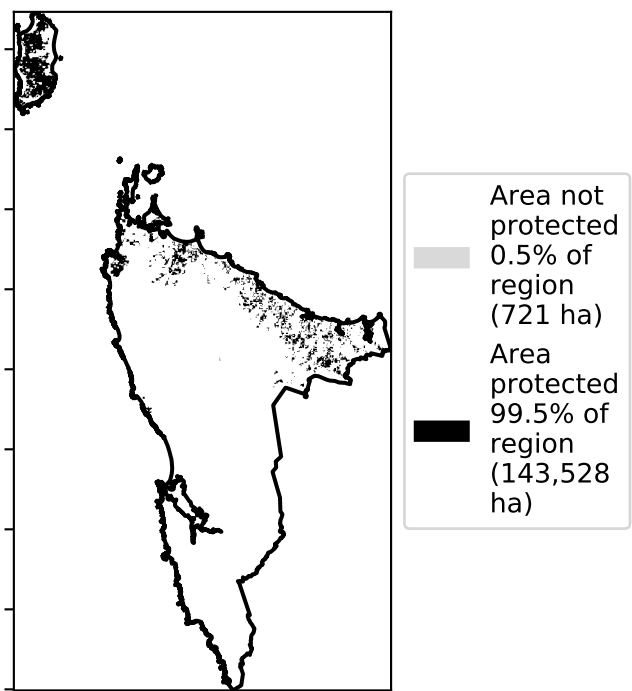 Area not
protected
0.5% of
region
(721 ha)
Area
protected
99.5% of
region
(143,528
ha)